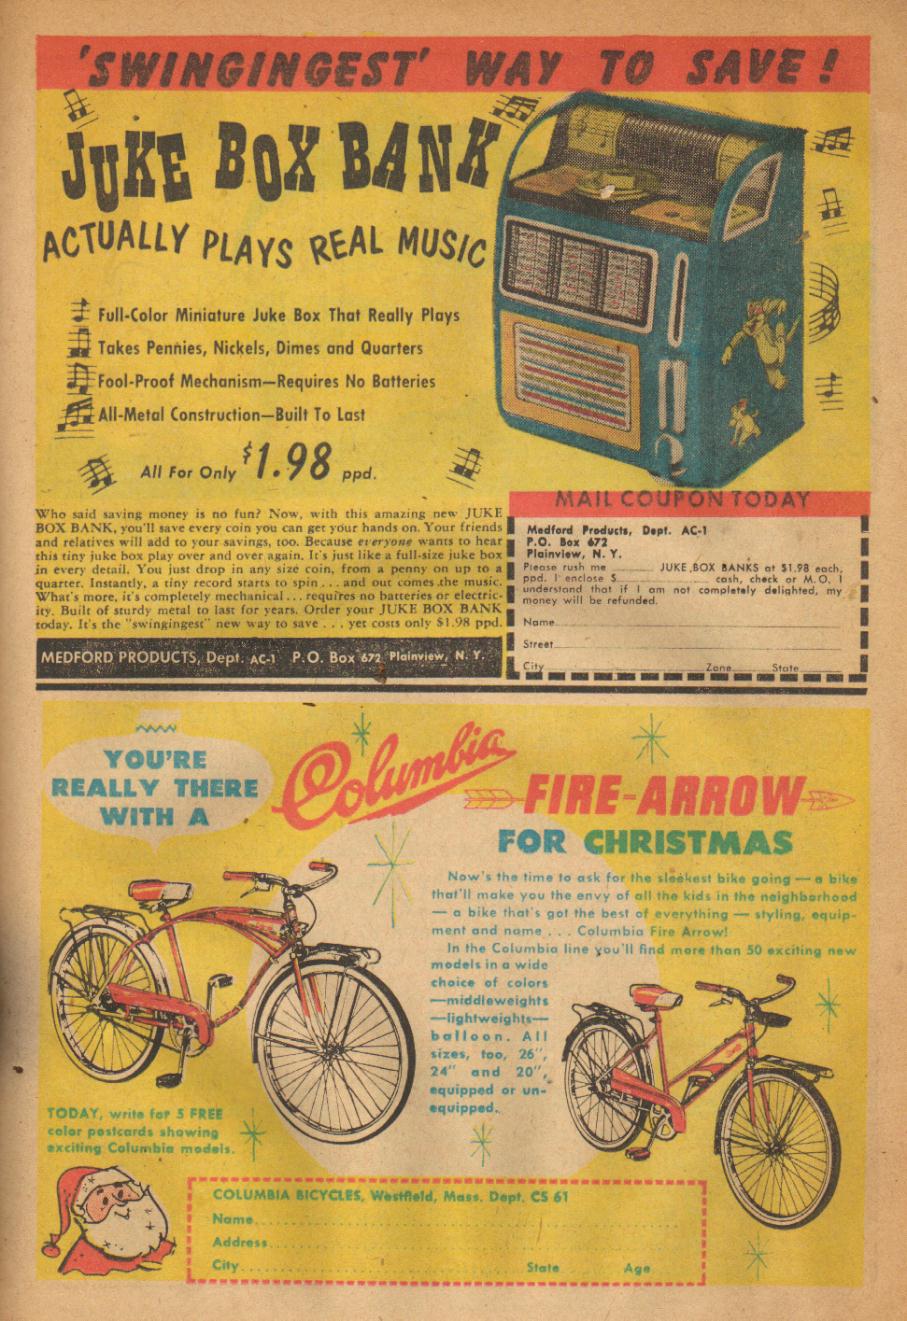 'SWINGINGEST' WAY TO SAVE!
JUKE BOX BANK
ACTUALLY PLAYS REAL MUSIC
Full-Color Miniature Juke Box That Really Plays
Takes Pennies, Nickels, Dimes and Quarters
Fool-Proof Mechanism—Requires No Batteries
All-Metal Construction—Built To Last
All For Only $1.98 ppd.
Who said saving money is no fun? Now, with this amazing new JUKE
BOX BANK, you'll save every coin you can get your hands on. Your friends
and relatives will add to your savings, too. Because everyone wants to hear
this tiny juke box play over and over again. It's just like a full-size juke box
in every detail. You just drop in any size coin, from a penny on up to a
quarter. Instantly, a tiny record starts to spin . . . and out comes the music.
What's more, it's completely mechanical . . . requires no batteries or electric-
ity. Built of sturdy metal to last for years. Order your JUKE BOX BANK
today. It's the "swingingest" new way to save . . . yet costs only $1.98 ppd.
MEDFORD PRODUCTS, Dept. AC-1 P.O. Box 672 Plainview, N. Y.
MAIL COUPON TODAY
Medford Products, Dept. AC-1
P.O. Box 672
Plainview, N. Y.
Please rush me ________ JUKE BOX BANKS at $1.98 each,
ppd. I enclose $________ cash, check or M.O. I
understand that if I am not completely delighted, my
money will be refunded.
Name
Street
City Zone State
YOU'RE
REALLY THERE
WITH A
Columbia
FIRE-ARROW
FOR CHRISTMAS
Now's the time to ask for the sleekest bike going — a bike
that'll make you the envy of all the kids in the neighborhood
— a bike that's got the best of everything — styling, equip-
ment and name . . . Columbia Fire Arrow!
In the Columbia line you'll find more than 50 exciting new
models in a wide
choice of colors
—middleweights
—lightweights—
balloon. All
sizes, too, 26",
24" and 20",
equipped or un-
equipped.
TODAY, write for 5 FREE
color postcards showing
exciting Columbia models.
COLUMBIA BICYCLES, Westfield, Mass. Dept. CS 61
Name
Address
City State Age